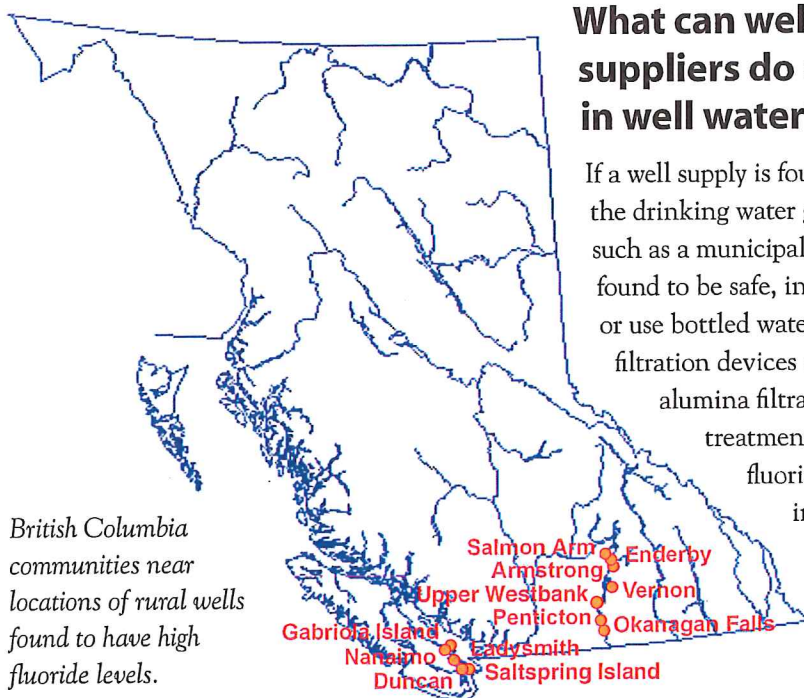 What can wel
suppliers do
in well water
If a well supply is fou
the drinking water
such as a municipal
found to be safe, in
or use bottled wate
filtration devices
alumina filtra
treatmen
fluori
in
British Columbia
communities near
locations of rural wells
found to have high
fluoride levels.
Salmon Arm
Enderby
Armstrong
Vernon
Upper Westbank
Penticton
Okanagan Falls
Gabriola Island
Ladysmith
Nanaimo
Saltspring Island
Duncan